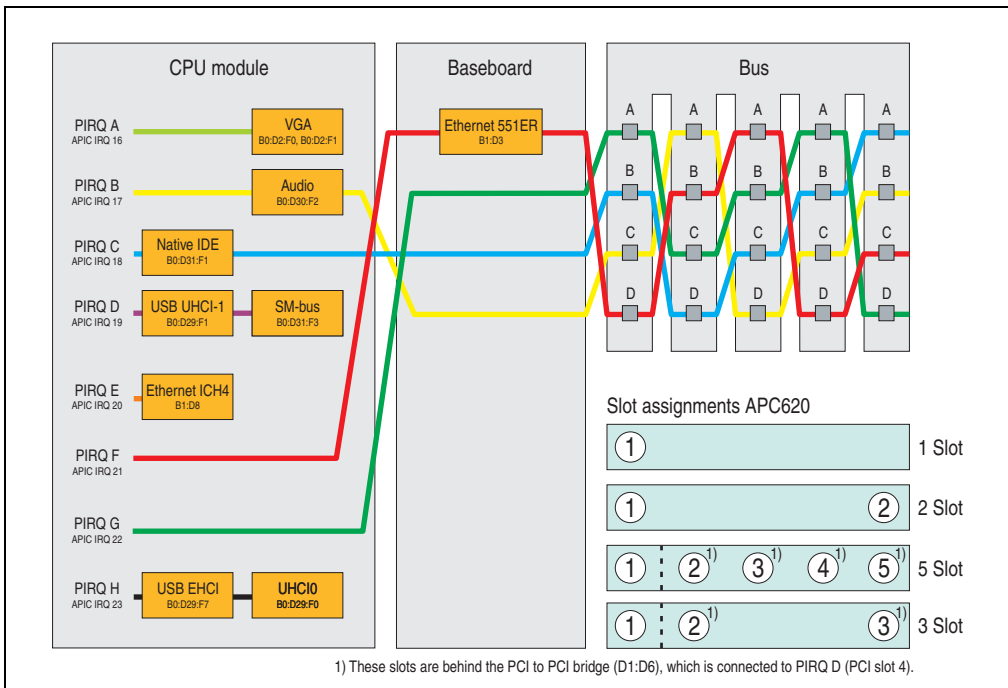 CPU module
Baseboard
Bus
PIRQ A
APIC IRQ 16
VGA
B0:D2:F0, B0:D2:F1
Ethernet 551ER
B1:D3
A A A A A
PIRQ B
APIC IRQ 17
Audio
B0:D30:F2
B B B B B
PIRQ C
APIC IRQ 18
Native IDE
B0:D31:F1
C C C C C
PIRQ D
APIC IRQ 19
USB UHCI-1
B0:D29:F1
SM-bus
B0:D31:F3
D D D D D
PIRQ E
APIC IRQ 20
Ethernet ICH4
B1:D8
PIRQ F
APIC IRQ 21
PIRQ G
APIC IRQ 22
PIRQ H
APIC IRQ 23
USB EHCI
B0:D29:F7
UHCI0
B0:D29:F0
Slot assignments APC620
1 1 Slot
1 2 2 Slot
1 2 1) 3 1) 4 1) 5 1) 5 Slot
1 2 1) 3 1) 3 Slot
1) These slots are behind the PCI to PCI bridge (D1:D6), which is connected to PIRQ D (PCI slot 4).